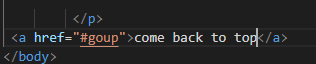 </p>
<a href="#goup">come back to top</a>
</body>